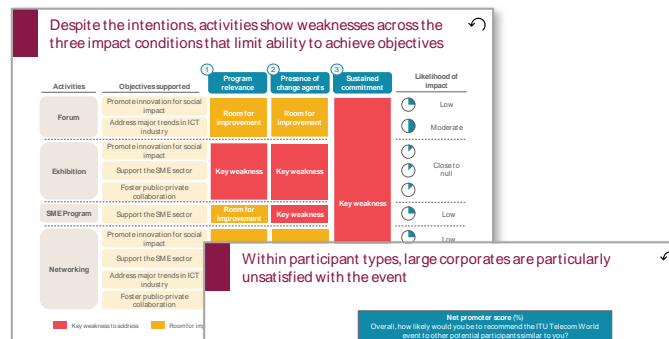 Despite the intentions, activities show weaknesses across the
three impact conditions that limit ability to achieve objectives
1
2
3
Activities
Objectives supported
Program
relevance
Presence of
change agents
Sustained
commitment
Likelihood of
impact
Forum
Promote innovation for social
impact
Address major trends in ICT
industry
Room for
improvement
Room for
improvement
Key weakness
Low
Moderate
Exhibition
Promote innovation for social
impact
Support the SME sector
Foster public-private
collaboration
Key weakness
Key weakness
Close to
null
SME Program
Support the SME sector
Room for
improvement
Key weakness
Low
Networking
Promote innovation for social
impact
Support the SME sector
Address major trends in ICT
industry
Foster public-private
collaboration
Low
Key weakness to address
Room for
Within participant types, large corporates are particularly
unsatisfied with the event
Net promoter score (%)
Overall, how likely would you be to recommend the ITU Telecom World
event to other potential participants similar to you?